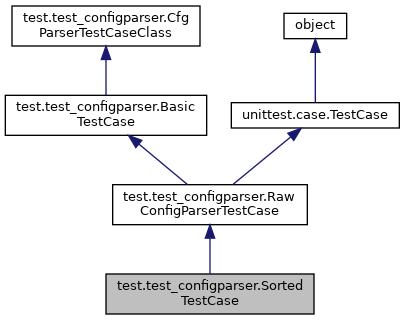 test.test_configparser.Cfg
ParserTestCaseClass
object
test.test_configparser.Basic
TestCase
unittest.case.TestCase
test.test_configparser.Raw
ConfigParserTestCase
test.test_configparser.Sorted
TestCase